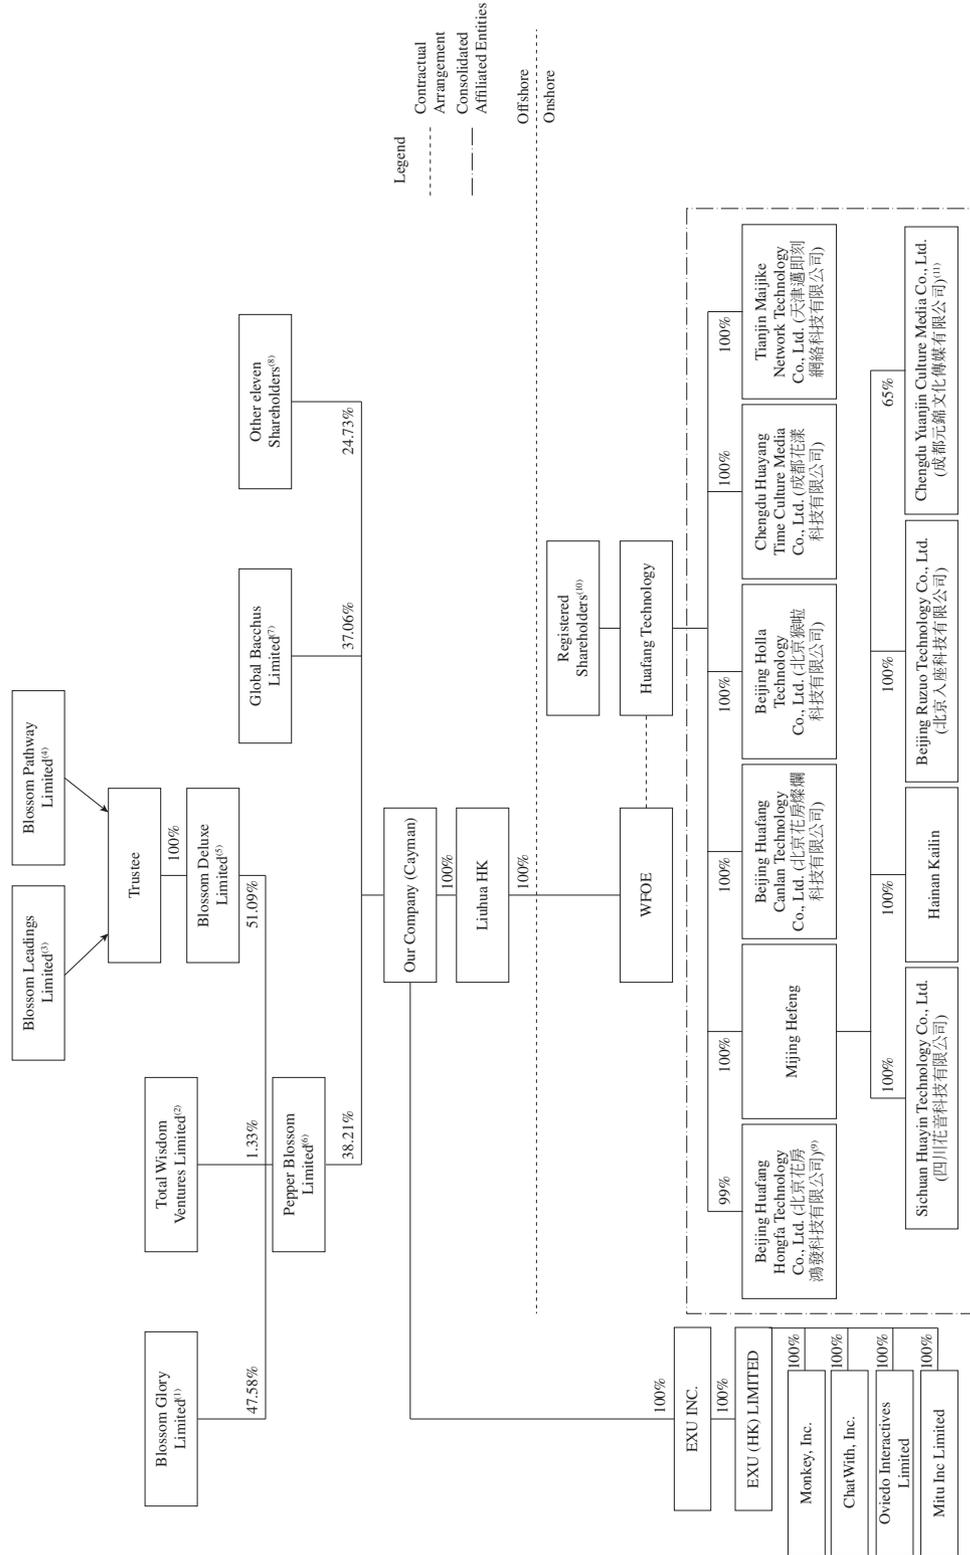 Blossom Leadings
Limited(3)
Blossom Pathway
Limited(4)
Trustee
100%
Blossom Glory
Limited(1)
Total Wisdom
Ventures Limited(2)
Blossom Deluxe
Limited(5)
47.58%
1.33%
51.09%
Pepper Blossom
Limited(6)
Global Bacchus
Limited(7)
Other eleven
Shareholders(8)
38.21%
37.06%
24.73%
Our Company (Cayman)
100%
Liuhua HK
100%
Legend
Contractual
Arrangement
Consolidated
Affiliated Entities
Offshore
Onshore
Registered
Shareholders(10)
WFOE
Huafang Technology
100%
EXU INC.
100%
EXU (HK) LIMITED
100%
Monkey, Inc.
100%
Chat With, Inc.
100%
Oviedo Interactives
Limited
100%
Mitu Inc Limited
99%
100%
100%
100%
100%
100%
Beijing Huafang
Hongfa Technology
Co., Ltd. (北京花房
鴻發科技有限公司)(9)
Mijing Hefeng
Beijing Huafang
Canlan Technology
Co., Ltd. (北京花房燦爛
科技有限公司)
Beijing Holla
Technology
Co., Ltd. (北京猴啦
科技有限公司)
Chengdu Huayang
Time Culture Media
Co., Ltd. (成都花漾
科技有限公司)
Tianjin Maijike
Network Technology
Co., Ltd. (天津邁即刻
網絡科技有限公司)
100%
100%
100%
65%
Sichuan Huayin Technology Co., Ltd.
(四川花音科技有限公司)
Hainan Kailin
Beijing Ruzuo Technology Co., Ltd.
(北京入座科技有限公司)
Chengdu Yuanjin Culture Media Co., Ltd.
(成都元錦文化傳媒有限公司)(11)